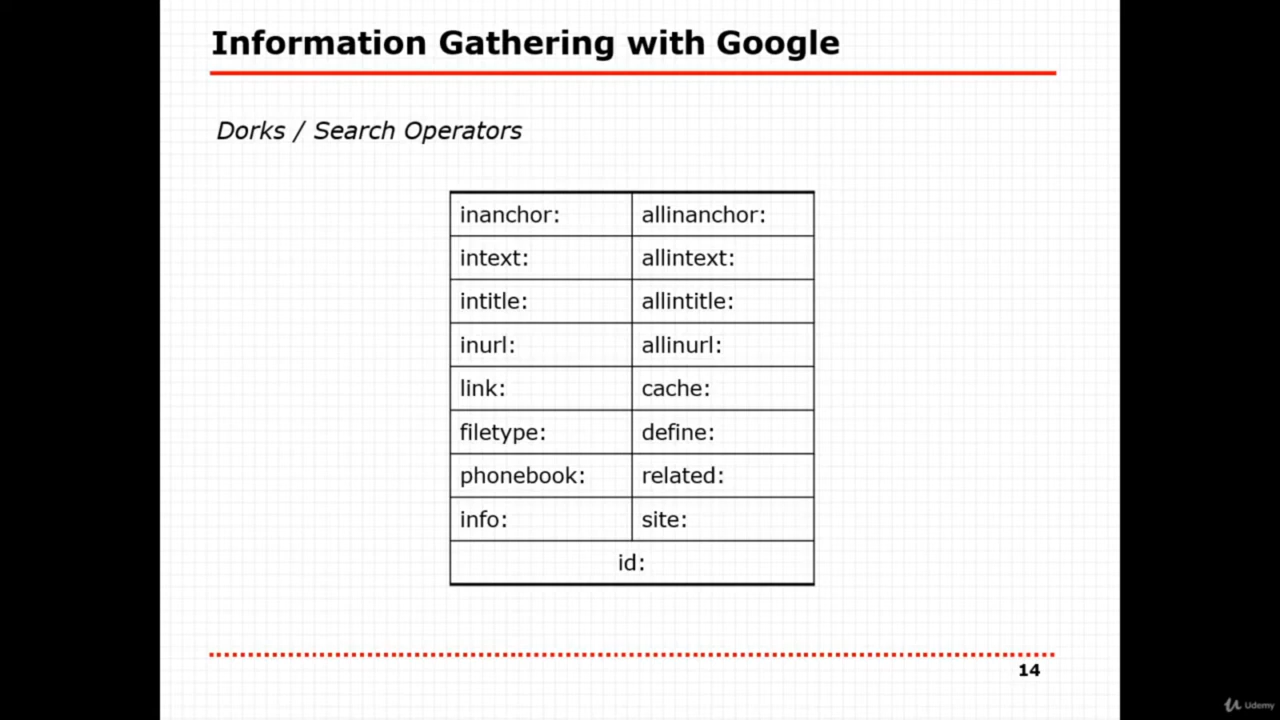 Information Gathering with Google
Dorks / Search Operators
inanchor: allinanchor:
intext: allintext:
intitle: allintitle:
inurl: allinurl:
link: cache:
filetype: define:
phonebook: related:
info: site:
id:
14
Udemy